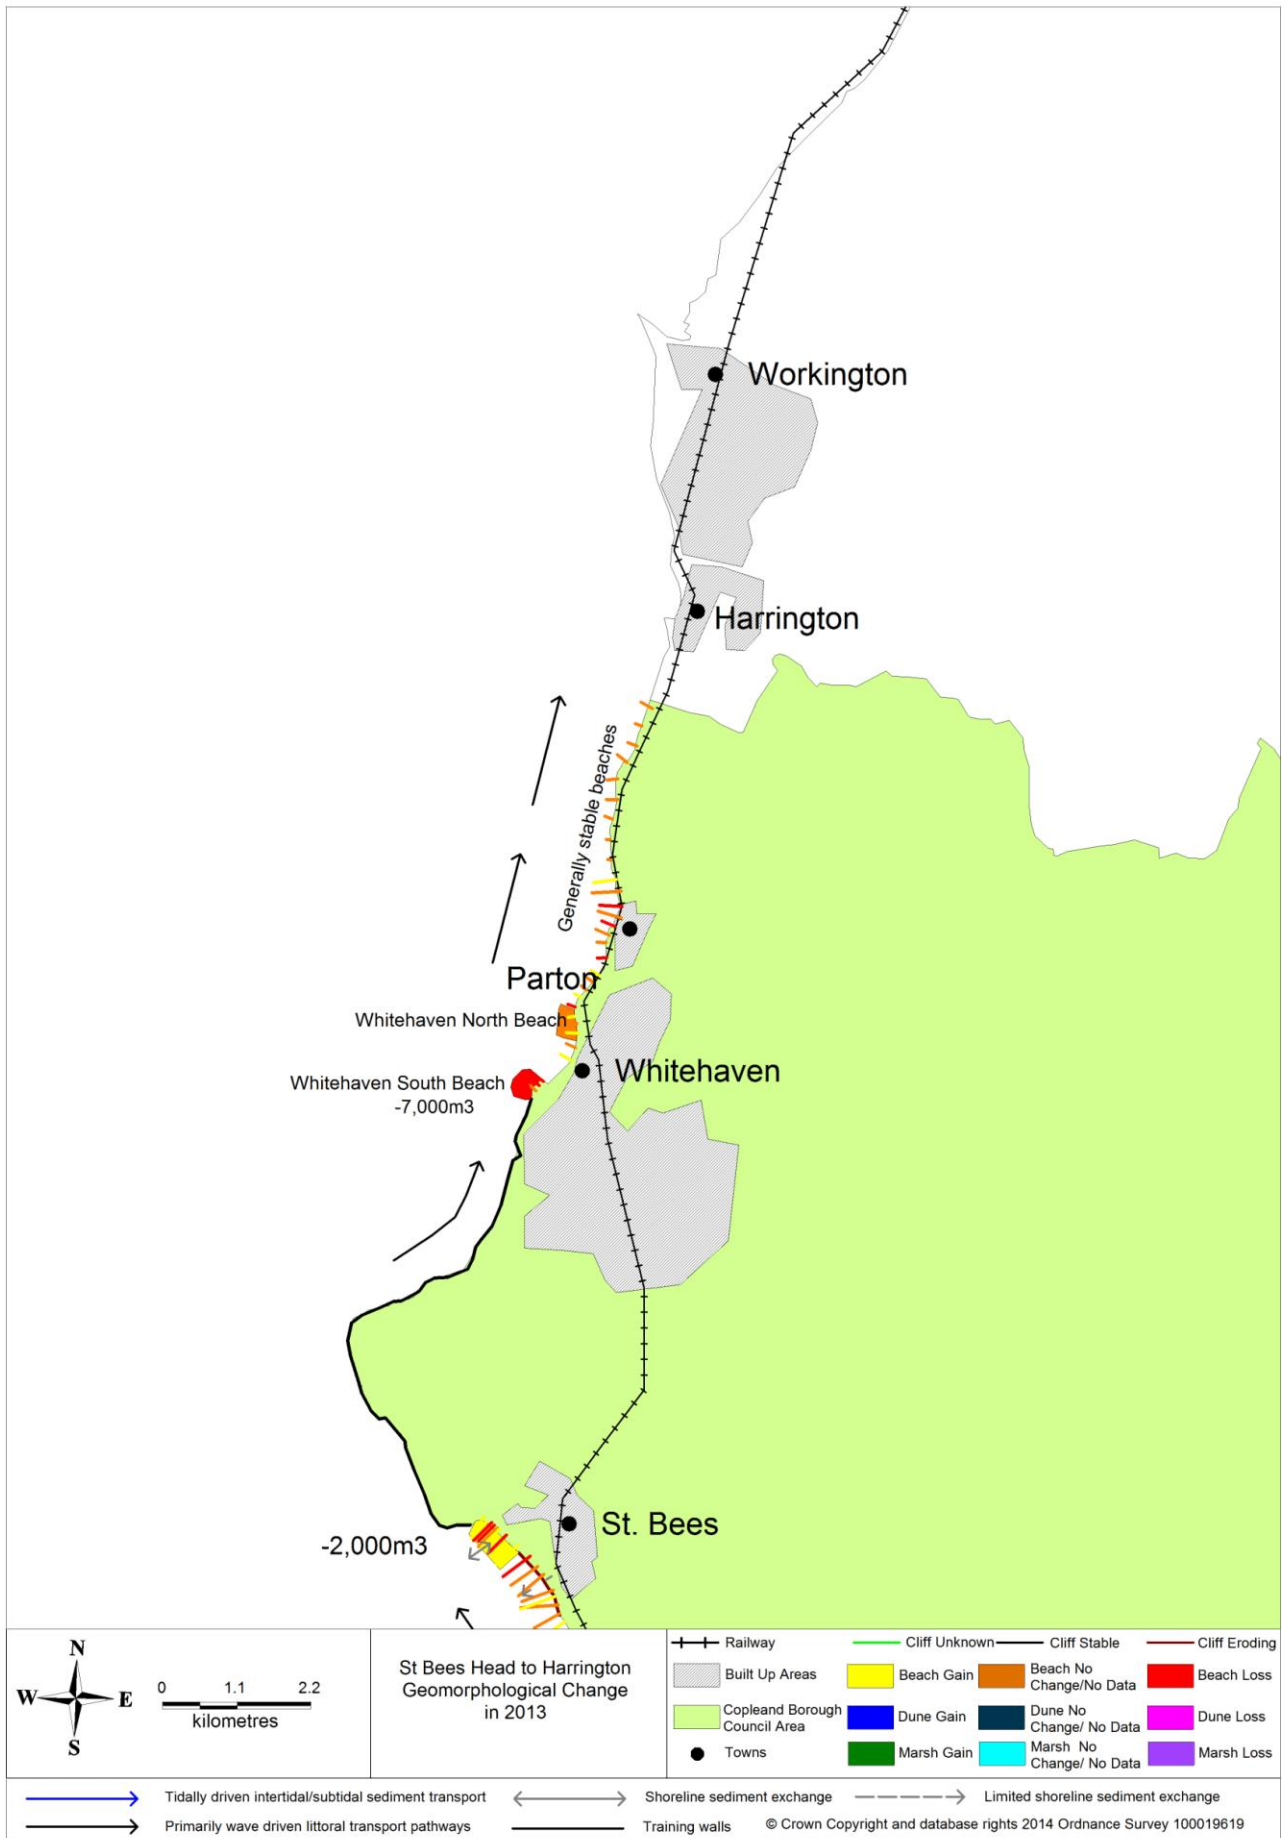 Workington
Harrington
Generally stable beaches
Parton
Whitehaven North Beach
Whitehaven
Whitehaven South Beach
-7,000m3
St. Bees
-2,000m3
N
W
E
S
0 1.1 2.2
kilometres
St Bees Head to Harrington
Geomorphological Change
in 2013
Railway
Cliff Unknown
Cliff Stable
Cliff Eroding
Built Up Areas
Beach Gain
Beach No
Change/No Data
Beach Loss
Copleand Borough
Council Area
Dune Gain
Dune No
Change/ No Data
Dune Loss
Towns
Marsh Gain
Marsh No
Change/ No Data
Marsh Loss
Tidally driven intertidal/subtidal sediment transport
Shoreline sediment exchange
Limited shoreline sediment exchange
Primarily wave driven littoral transport pathways
Training walls
© Crown Copyright and database rights 2014 Ordnance Survey 100019619